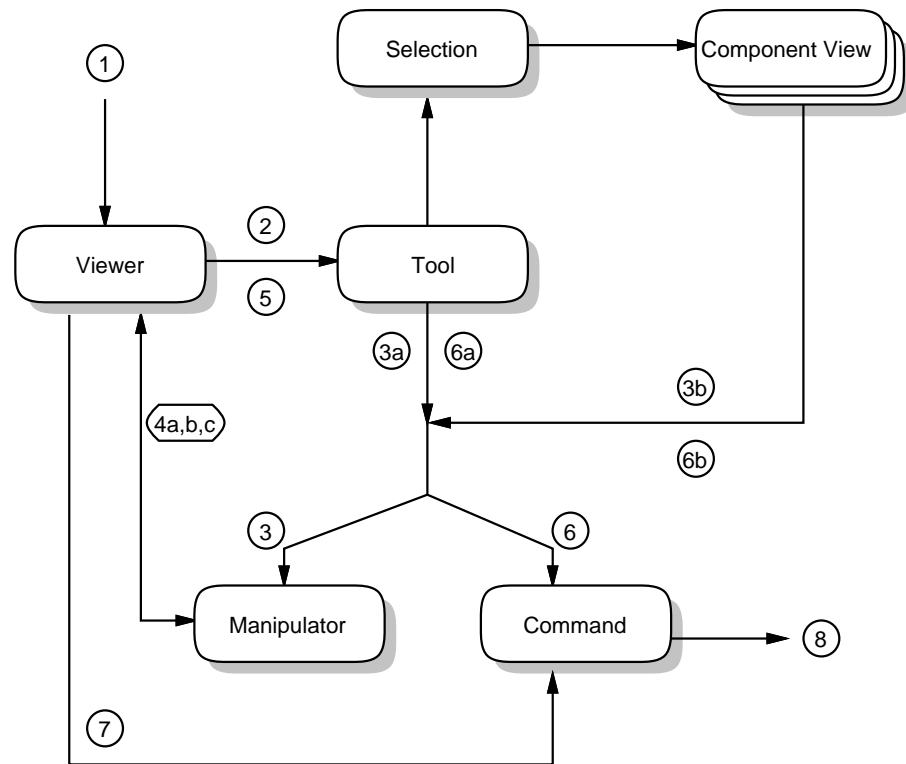 Selection
Component View
1
2
Viewer
Tool
5
3a
6a
3b
4a,b,c
6b
3
6
Manipulator
Command
8
7